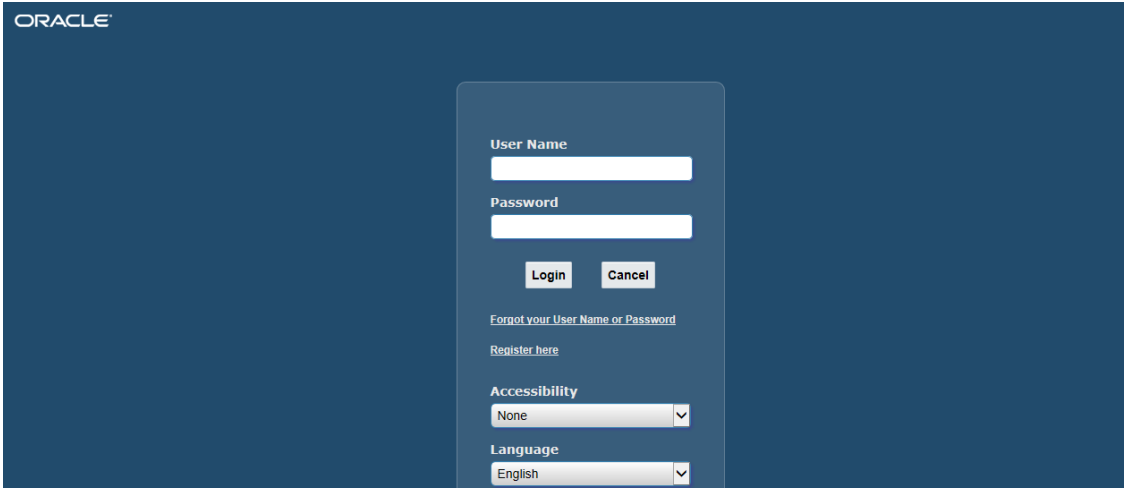 ORACLE
User Name
Password
Login Cancel
Forgot your User Name or Password
Register here
Accessibility
None
Language
English